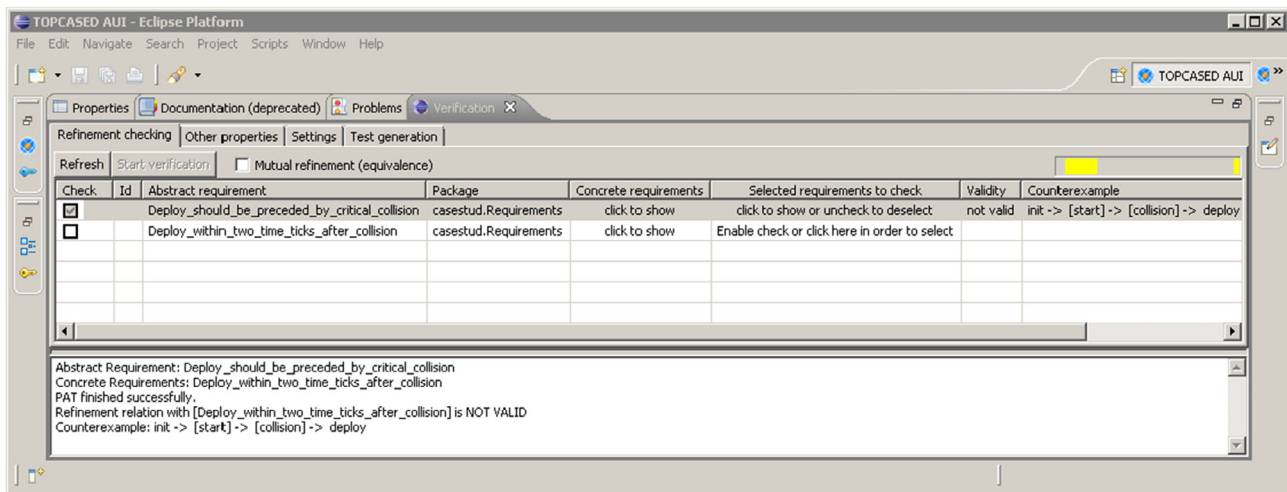 TOPCASED AUI - Eclipse Platform
File Edit Navigate Search Project Scripts Window Help
TOPCASED AUI
Properties Documentation (deprecated) Problems Verification
Refinement checking Other properties Settings Test generation
Refresh Start verification Mutual refinement (equivalence)
Check Id Abstract requirement Package Concrete requirements Selected requirements to check Validity Counterexample
Deploy_should_be_preceded_by_critical_collision casestud.Requirements click to show click to show or uncheck to deselect not valid init -> [start] -> [collision] -> deploy
Deploy_within_two_time_ticks_after_collision casestud.Requirements click to show Enable check or click here in order to select
Abstract Requirement: Deploy_should_be_preceded_by_critical_collision
Concrete Requirements: Deploy_within_two_time_ticks_after_collision
PAT finished successfully.
Refinement relation with [Deploy_within_two_time_ticks_after_collision] is NOT VALID
Counterexample: init -> [start] -> [collision] -> deploy